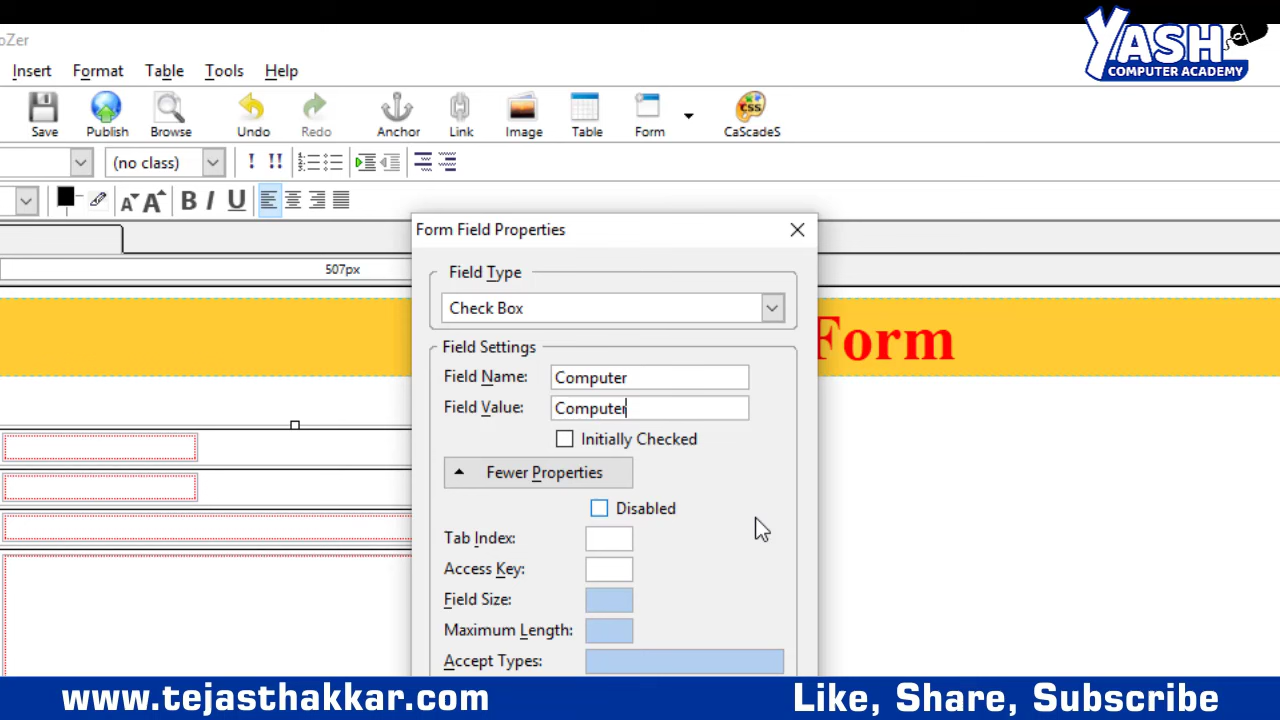 YASH
COMPUTER ACADEMY
oZer
Insert Format Table Tools Help
Save Publish Browse Undo Redo Anchor Link Image Table Form CaScadeS
CSS
(no class) ! !!
A A B I U
Form Field Properties
507px
Field Type
Check Box
Form
Field Settings
Field Name: Computer
Field Value: Computer
Initially Checked
Fewer Properties
Disabled
Tab Index:
Access Key:
Field Size:
Maximum Length:
Accept Types:
www.tejasthakkar.com Like, Share, Subscribe